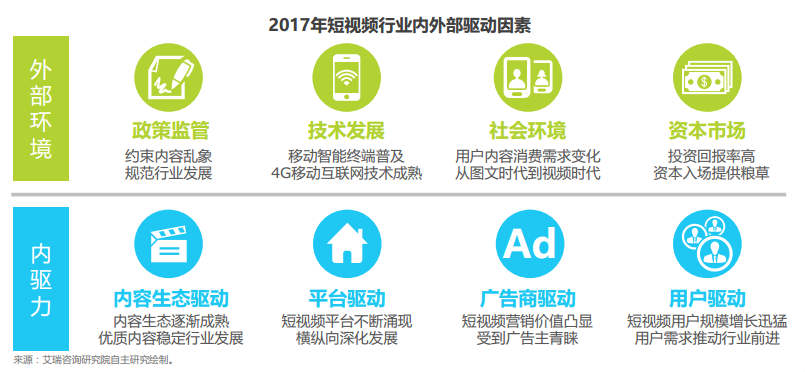 2017年短视频行业内外部驱动因素
外部环境
政策监管
约束内容乱象
规范行业发展
技术发展
移动智能终端普及
4G移动互联网技术成熟
社会环境
用户内容消费需求变化
从图文时代到视频时代
资本市场
投资回报率高
资本入场提供粮草
内驱力
Ad
内容生态驱动
内容生态逐渐成熟
优质内容稳定行业发展
平台驱动
短视频平台不断涌现
横纵向深化发展
广告商驱动
短视频营销价值凸显
受到广告主青睐
用户驱动
短视频用户规模增长迅猛
用户需求推动行业前进
来源：艾瑞咨询研究院自主研究绘制。